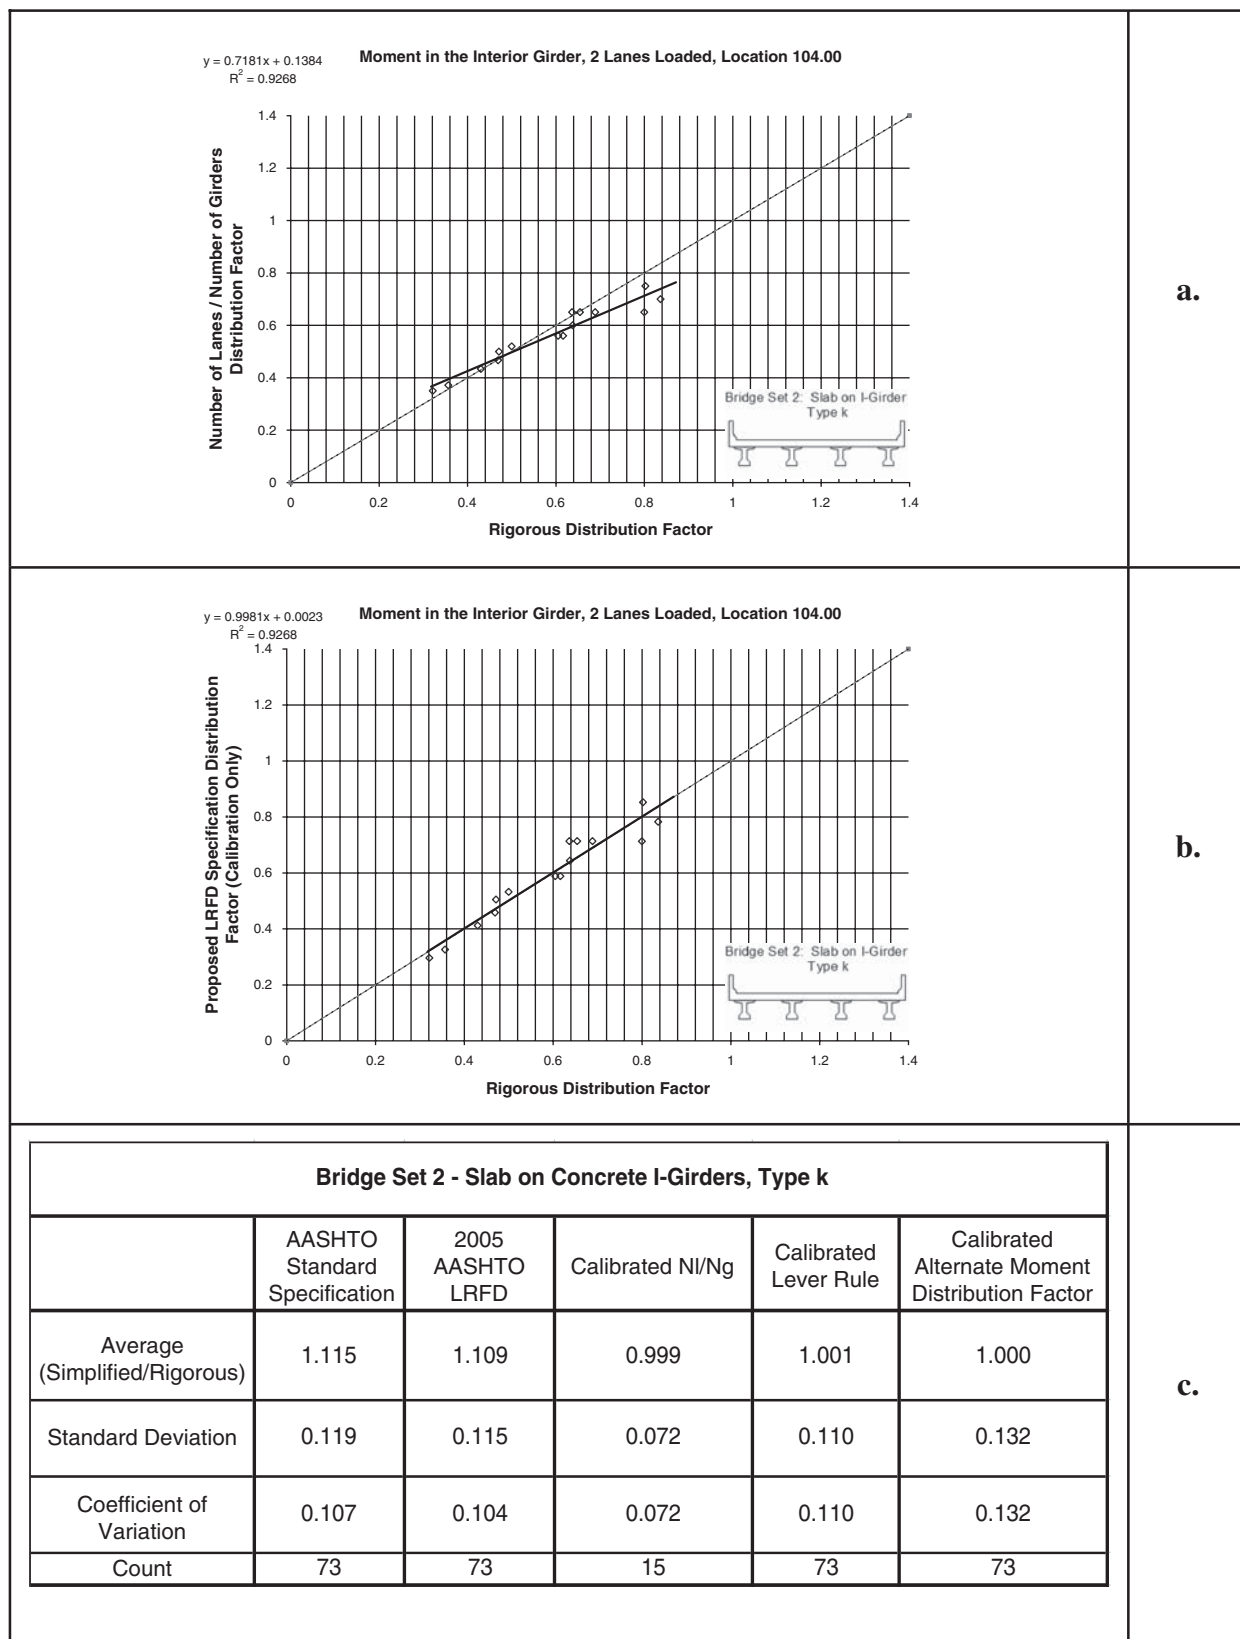 y = 0.7181x + 0.1384
R2 = 0.9268
Moment in the Interior Girder, 2 Lanes Loaded, Location 104.00
Number of Lanes / Number of Girders
Distribution Factor
1.4
1.2
1
0.8
0.6
0.4
0.2
0
0 0.2 0.4 0.6 0.8 1 1.2 1.4
Rigorous Distribution Factor
Bridge Set 2: Slab on I-Girder
Type k
a.
y = 0.9981x + 0.0023
R2 = 0.9268
Moment in the Interior Girder, 2 Lanes Loaded, Location 104.00
Proposed LRFD Specification Distribution
Factor (Calibration Only)
1.4
1.2
1
0.8
0.6
0.4
0.2
0
0 0.2 0.4 0.6 0.8 1 1.2 1.4
Rigorous Distribution Factor
Bridge Set 2: Slab on I-Girder
Type k
b.
Bridge Set 2 - Slab on Concrete I-Girders, Type k
AASHTO
Standard
Specification
2005
AASHTO
LRFD
Calibrated Nl/Ng
Calibrated
Lever Rule
Calibrated
Alternate Moment
Distribution Factor
Average
(Simplified/Rigorous)
1.115 1.109 0.999 1.001 1.000
Standard Deviation 0.119 0.115 0.072 0.110 0.132
Coefficient of
Variation
0.107 0.104 0.072 0.110 0.132
Count 73 73 15 73 73
c.